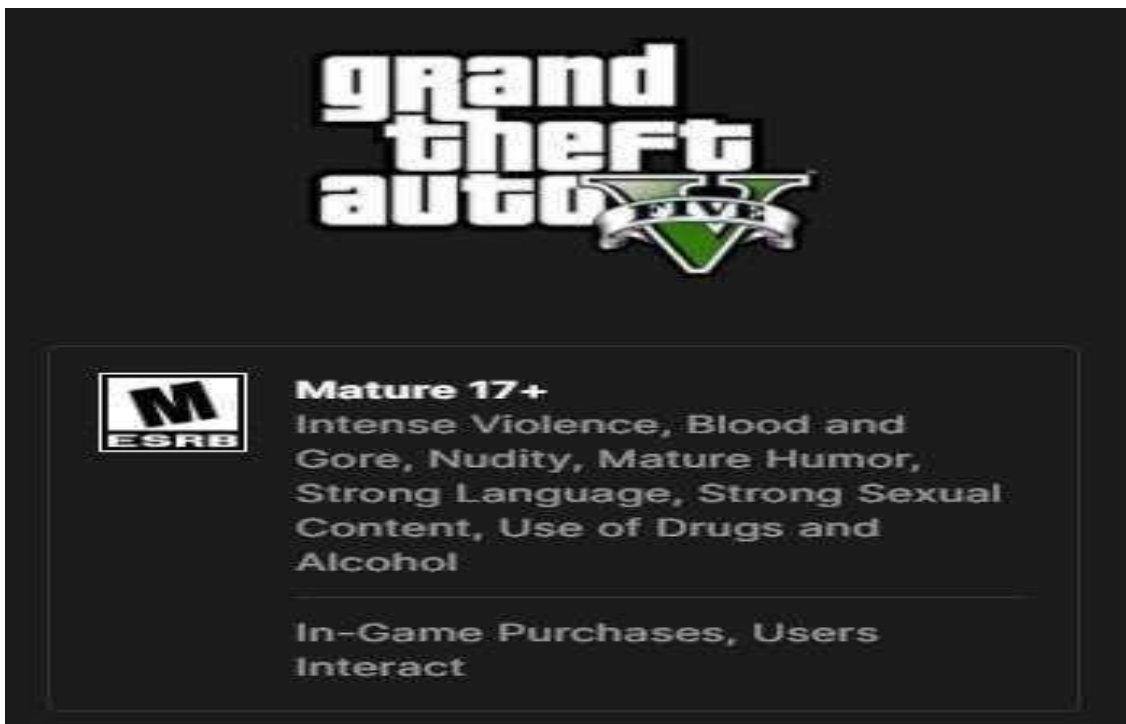 grand
theft
auto V
FIVE
M
ESRB
Mature 17+
Intense Violence, Blood and
Gore, Nudity, Mature Humor,
Strong Language, Strong Sexual
Content, Use of Drugs and
Alcohol
In-Game Purchases, Users
Interact